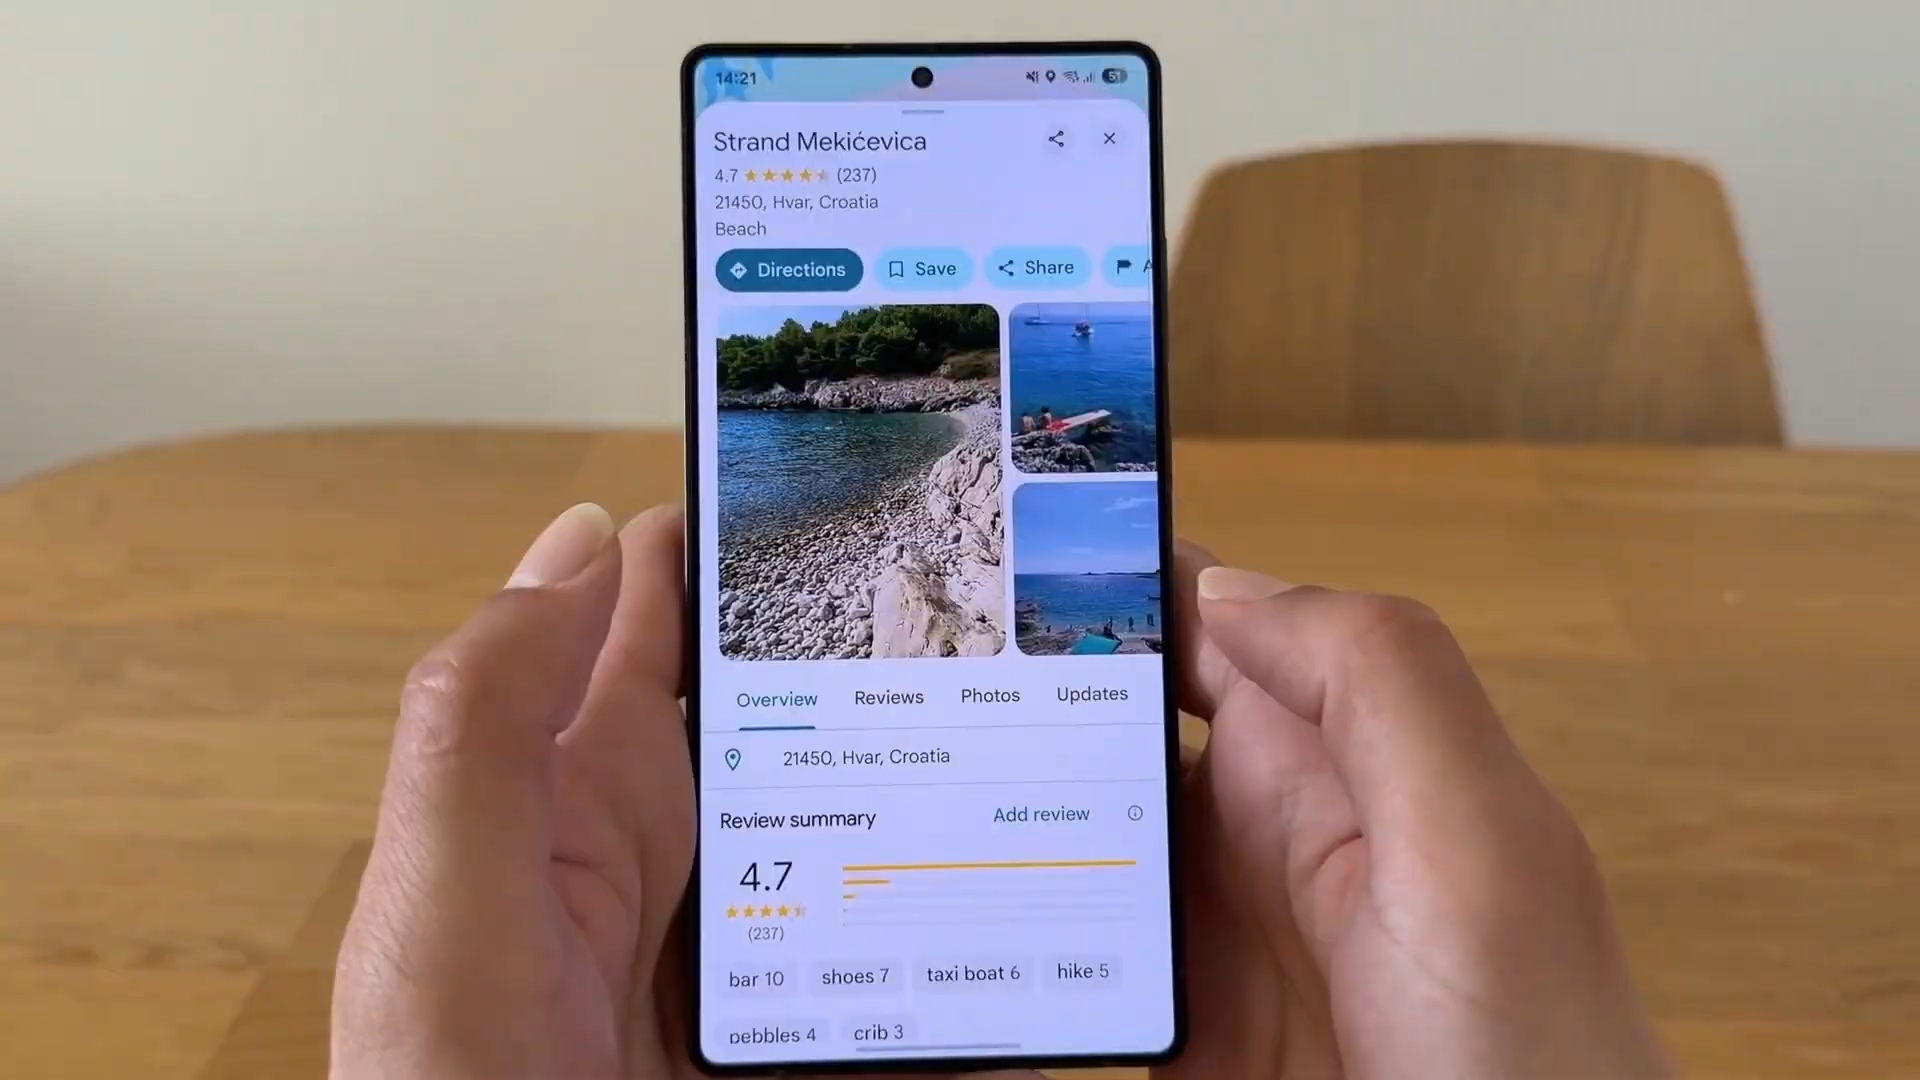 14:21
51
Strand Mekićevica
4.7 (237)
21450, Hvar, Croatia
Beach
Directions Save Share A
Overview Reviews Photos Updates
21450, Hvar, Croatia
Review summary Add review
4.7
(237)
bar 10 shoes 7 taxi boat 6 hike 5
pebbles 4 crib 3